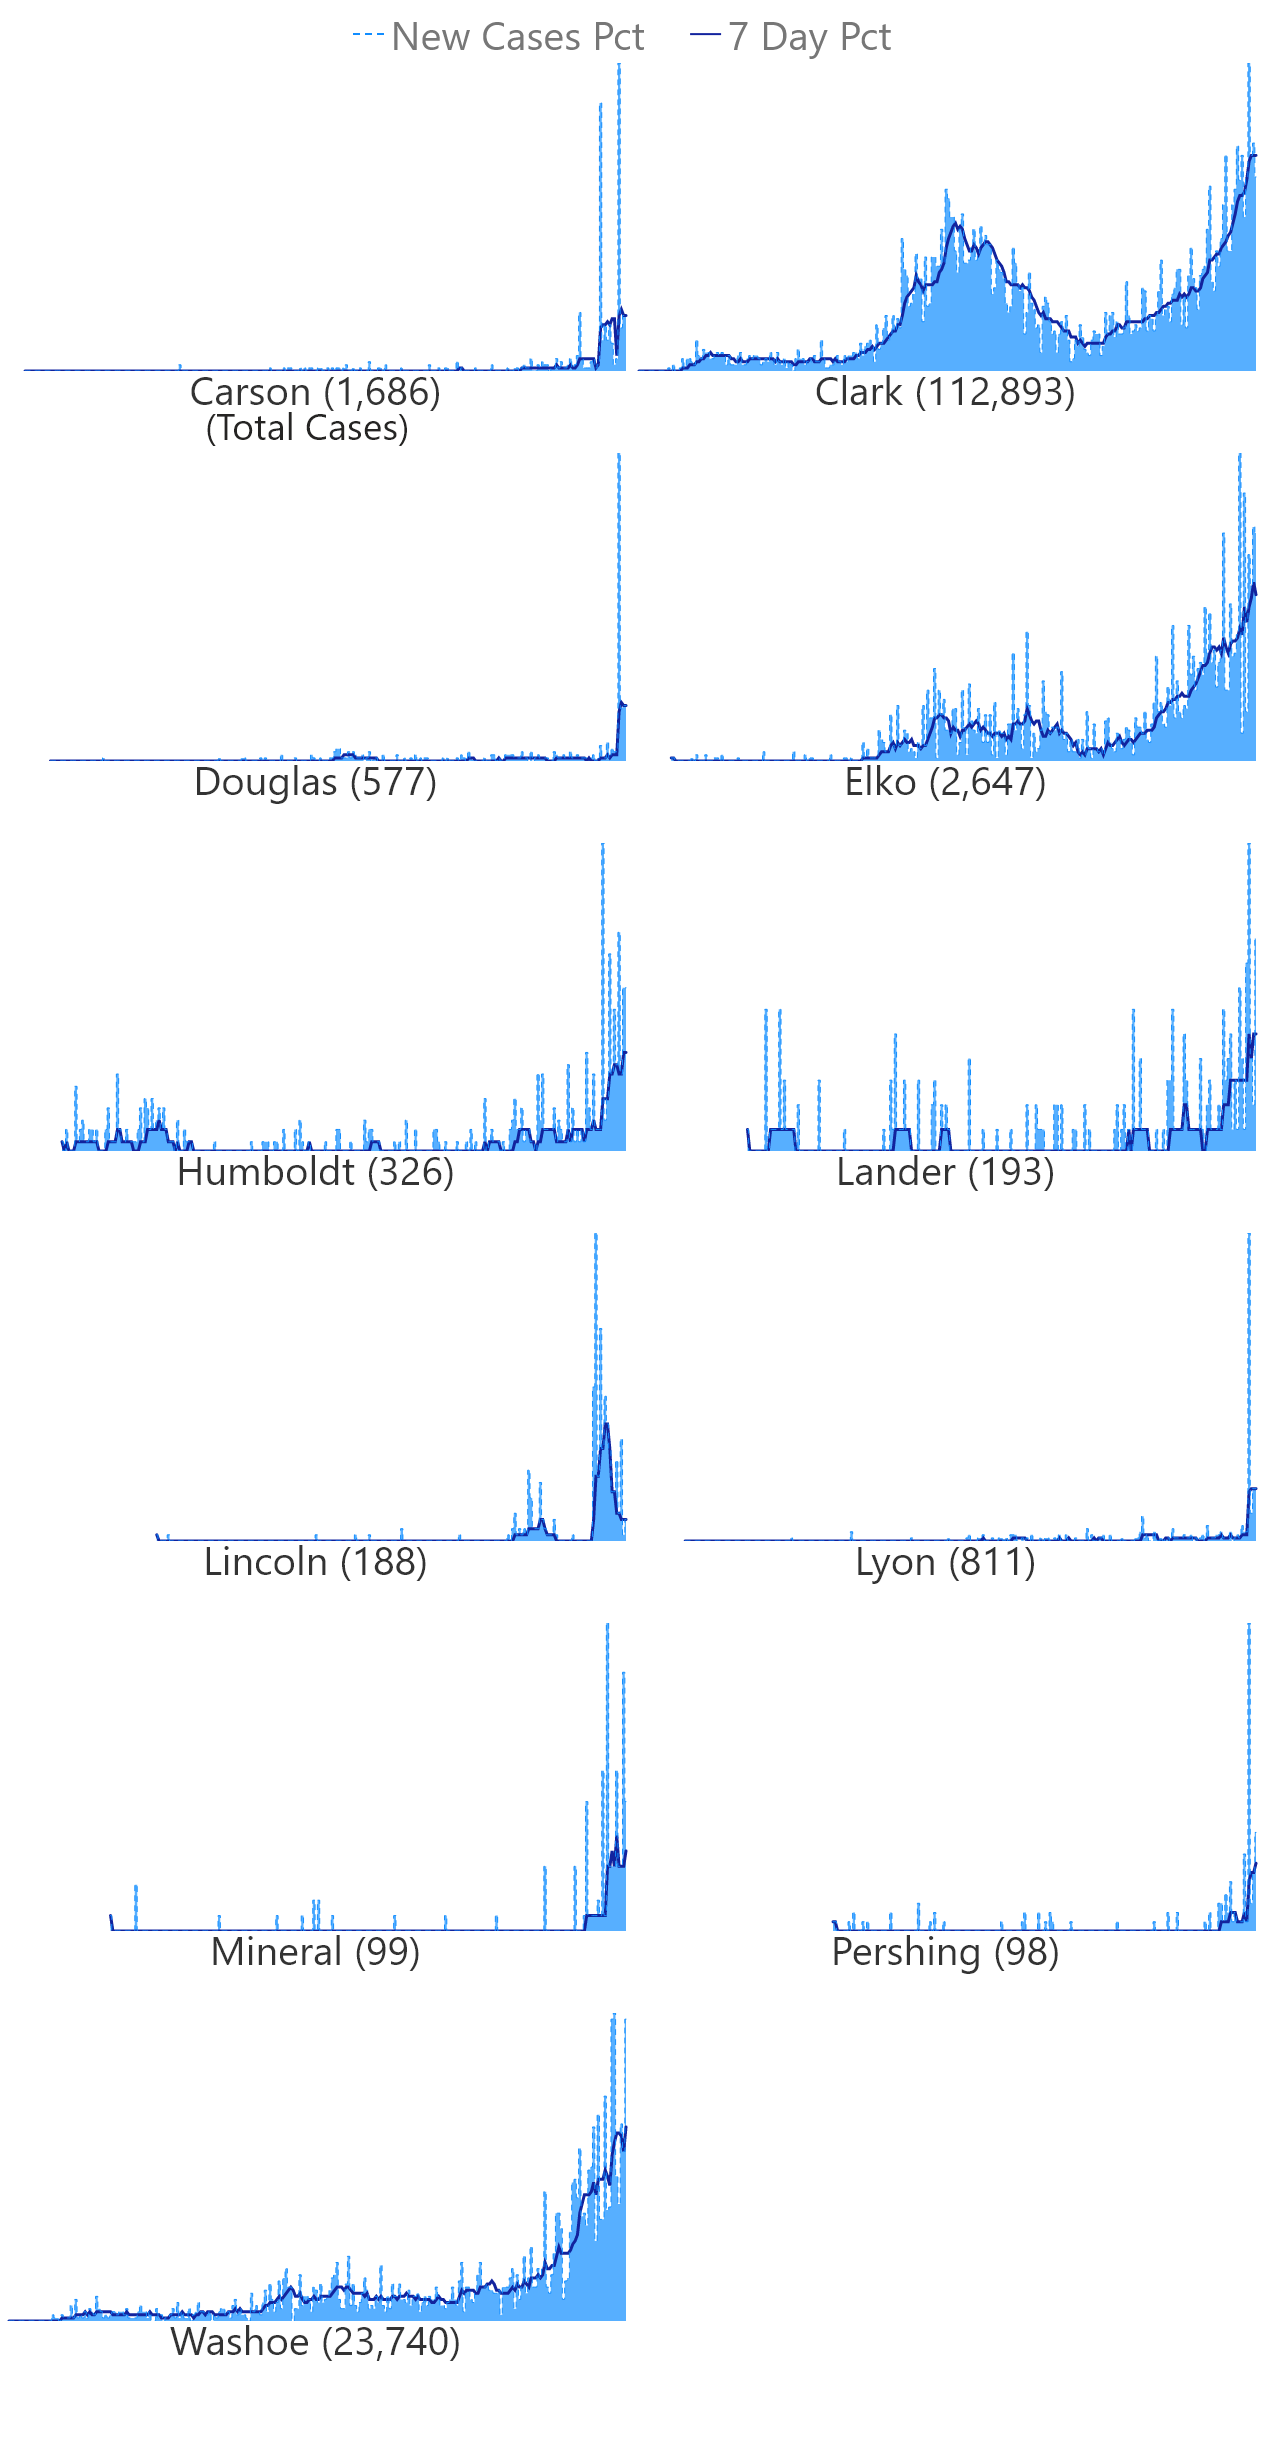 New Cases Pct 7 Day Pct
Carson (1,686)
(Total Cases)
Clark (112,893)
Douglas (577)
Elko (2,647)
Humboldt (326)
Lander (193)
Lincoln (188)
Lyon (811)
Mineral (99)
Pershing (98)
Washoe (23,740)